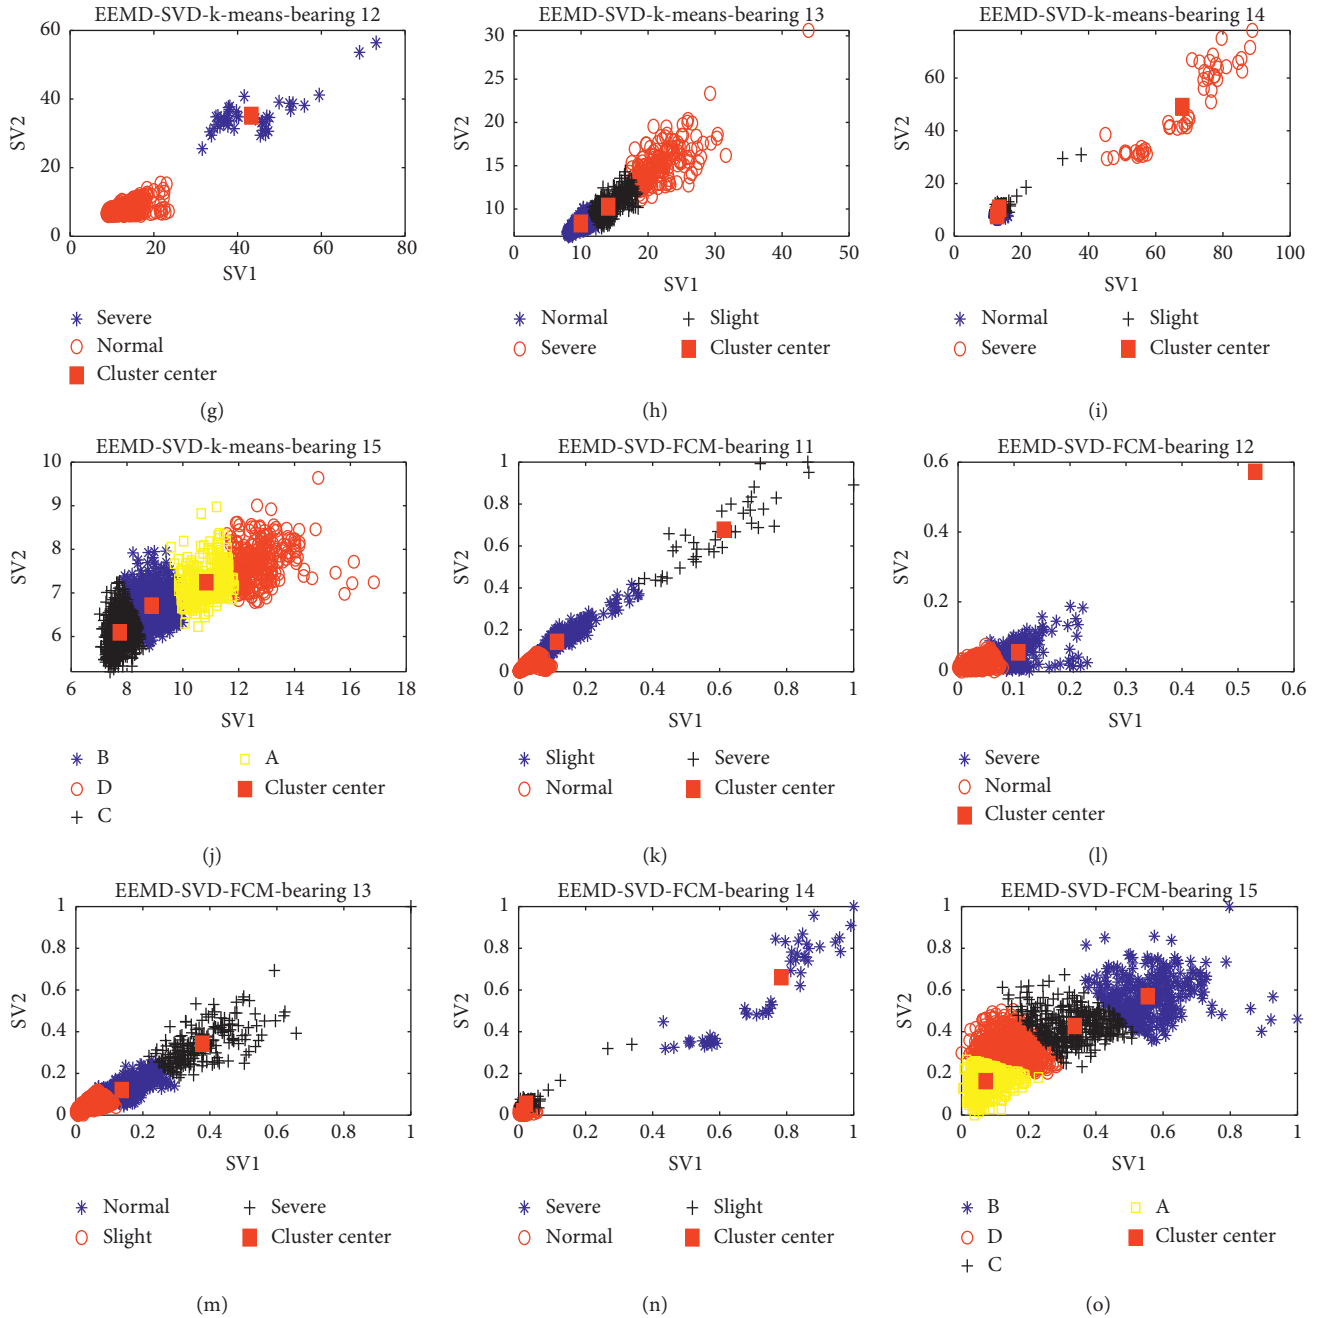 EEMD-SVD-k-means-bearing 12
60
40
20
0
SV2
0 20 40 60 80
SV1
Severe
Normal
Cluster center
(g)
EEMD-SVD-k-means-bearing 13
30
25
20
15
10
SV2
0 10 20 30 40 50
SV1
Normal
Severe
Slight
Cluster center
(h)
EEMD-SVD-k-means-bearing 14
60
40
20
0
SV2
0 20 40 60 80 100
SV1
Normal
Severe
Slight
Cluster center
(i)
EEMD-SVD-k-means-bearing 15
10
9
8
7
6
SV2
6 8 10 12 14 16 18
SV1
B
D
C
A
Cluster center
(j)
EEMD-SVD-FCM-bearing 11
1
0.8
0.6
0.4
0.2
0
SV2
0 0.2 0.4 0.6 0.8 1
SV1
Slight
Normal
Severe
Cluster center
(k)
EEMD-SVD-FCM-bearing 12
0.6
0.4
0.2
0
SV2
0 0.1 0.2 0.3 0.4 0.5 0.6
SV1
Severe
Normal
Cluster center
(l)
EEMD-SVD-FCM-bearing 13
1
0.8
0.6
0.4
0.2
0
SV2
0 0.2 0.4 0.6 0.8 1
SV1
Normal
Slight
Severe
Cluster center
(m)
EEMD-SVD-FCM-bearing 14
1
0.8
0.6
0.4
0.2
0
SV2
0 0.2 0.4 0.6 0.8 1
SV1
Severe
Normal
Slight
Cluster center
(n)
EEMD-SVD-FCM-bearing 15
1
0.8
0.6
0.4
0.2
0
SV2
0 0.2 0.4 0.6 0.8 1
SV1
B
D
C
A
Cluster center
(o)